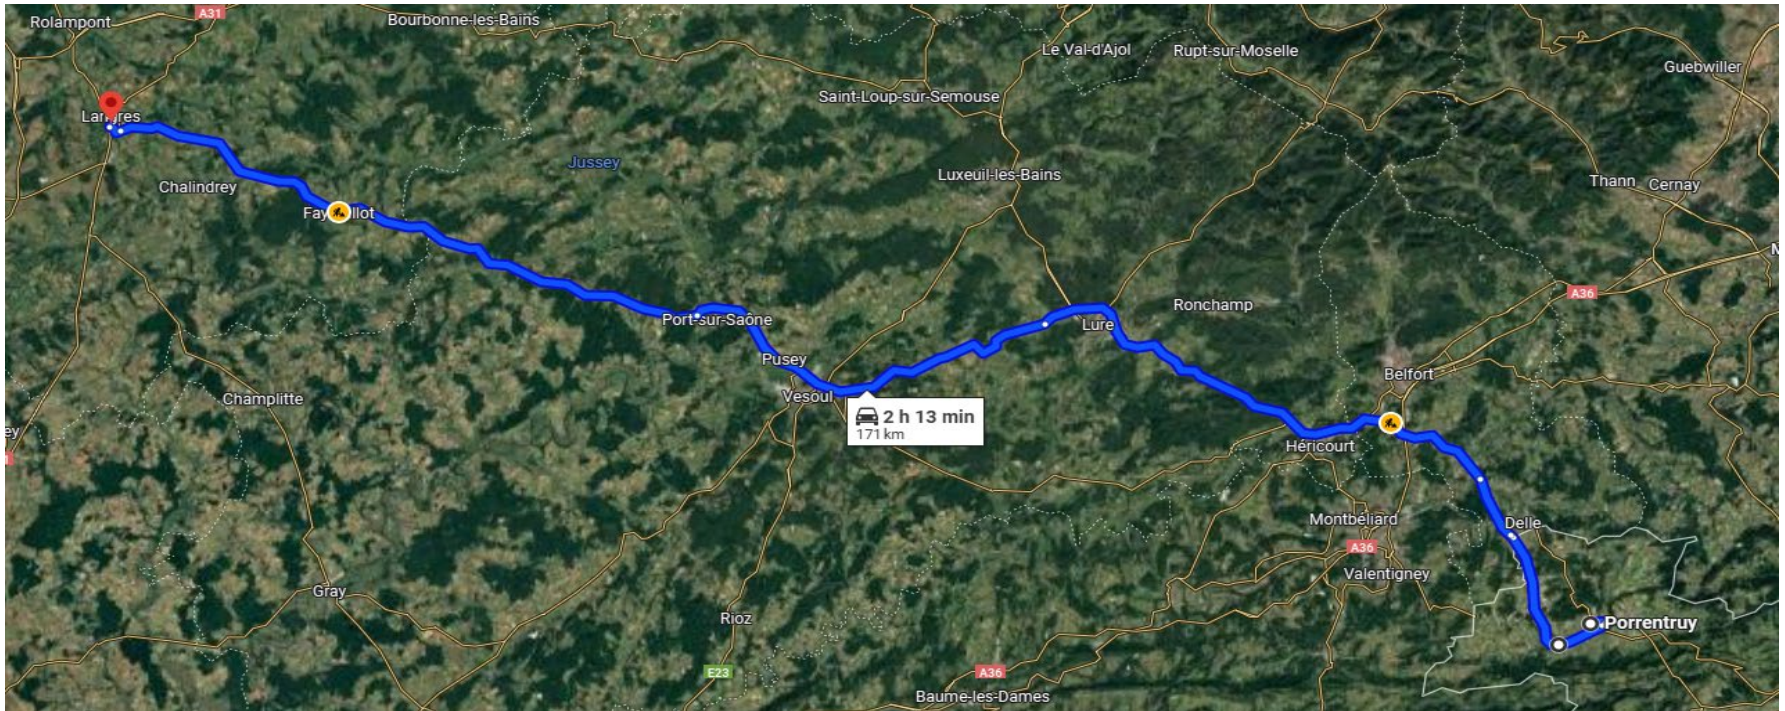 Rolampont
A31
Bourbonne-les-Bains
Le Val-d'Ajol
Rupt-sur-Moselle
Guebwiller
Saint-Loup-sur-Semouse
Langres
Jussey
Luxeuil-les-Bains
Thann
Cernay
Chalindrey
A36
Ronchamp
Port-sur-Saône
Lure
Pusey
Belfort
Vesoul
Champlitte
2 h 13 min
171 km
Héricourt
Montbéliard
Delle
A36
Valentigney
Gray
Rioz
Porrentruy
E23
A36
Baume-les-Dames